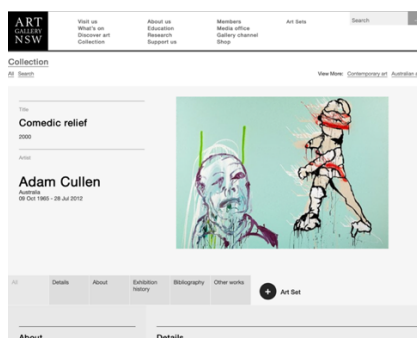 ART
GALLERY
NSW
Visit us
What's on
Discover art
Collection
About us
Education
Research
Support us
Members
Media office
Gallery channel
Shop
Art Sets
Search
Collection
All Search
View More: Contemporary art Australian
Title
Comedic relief
2000
Artist
Adam Cullen
Australia
09 Oct 1965 - 28 Jul 2012
All
Details
About
Exhibition
history
Bibliography
Other works
+ Art Set
About
Details